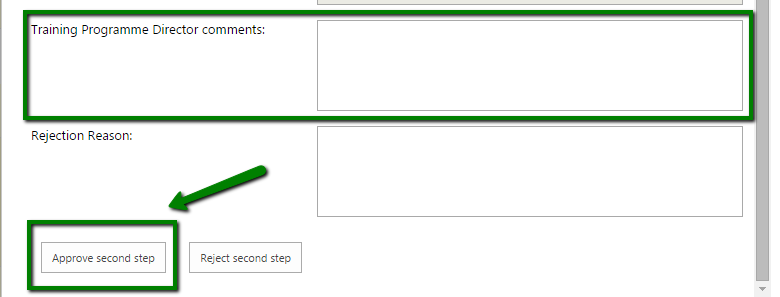 Training Programme Director comments:
Rejection Reason:
Approve second step
Reject second step